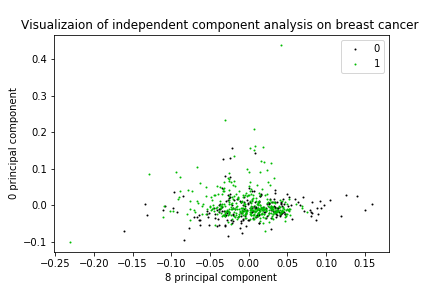 Visualizaion of independent component analysis on breast cancer
0
1
0.4
0.3
0.2
0.1
0.0
−0.1
0 principal component
−0.25 −0.20 −0.15 −0.10 −0.05 0.00 0.05 0.10 0.15
8 principal component